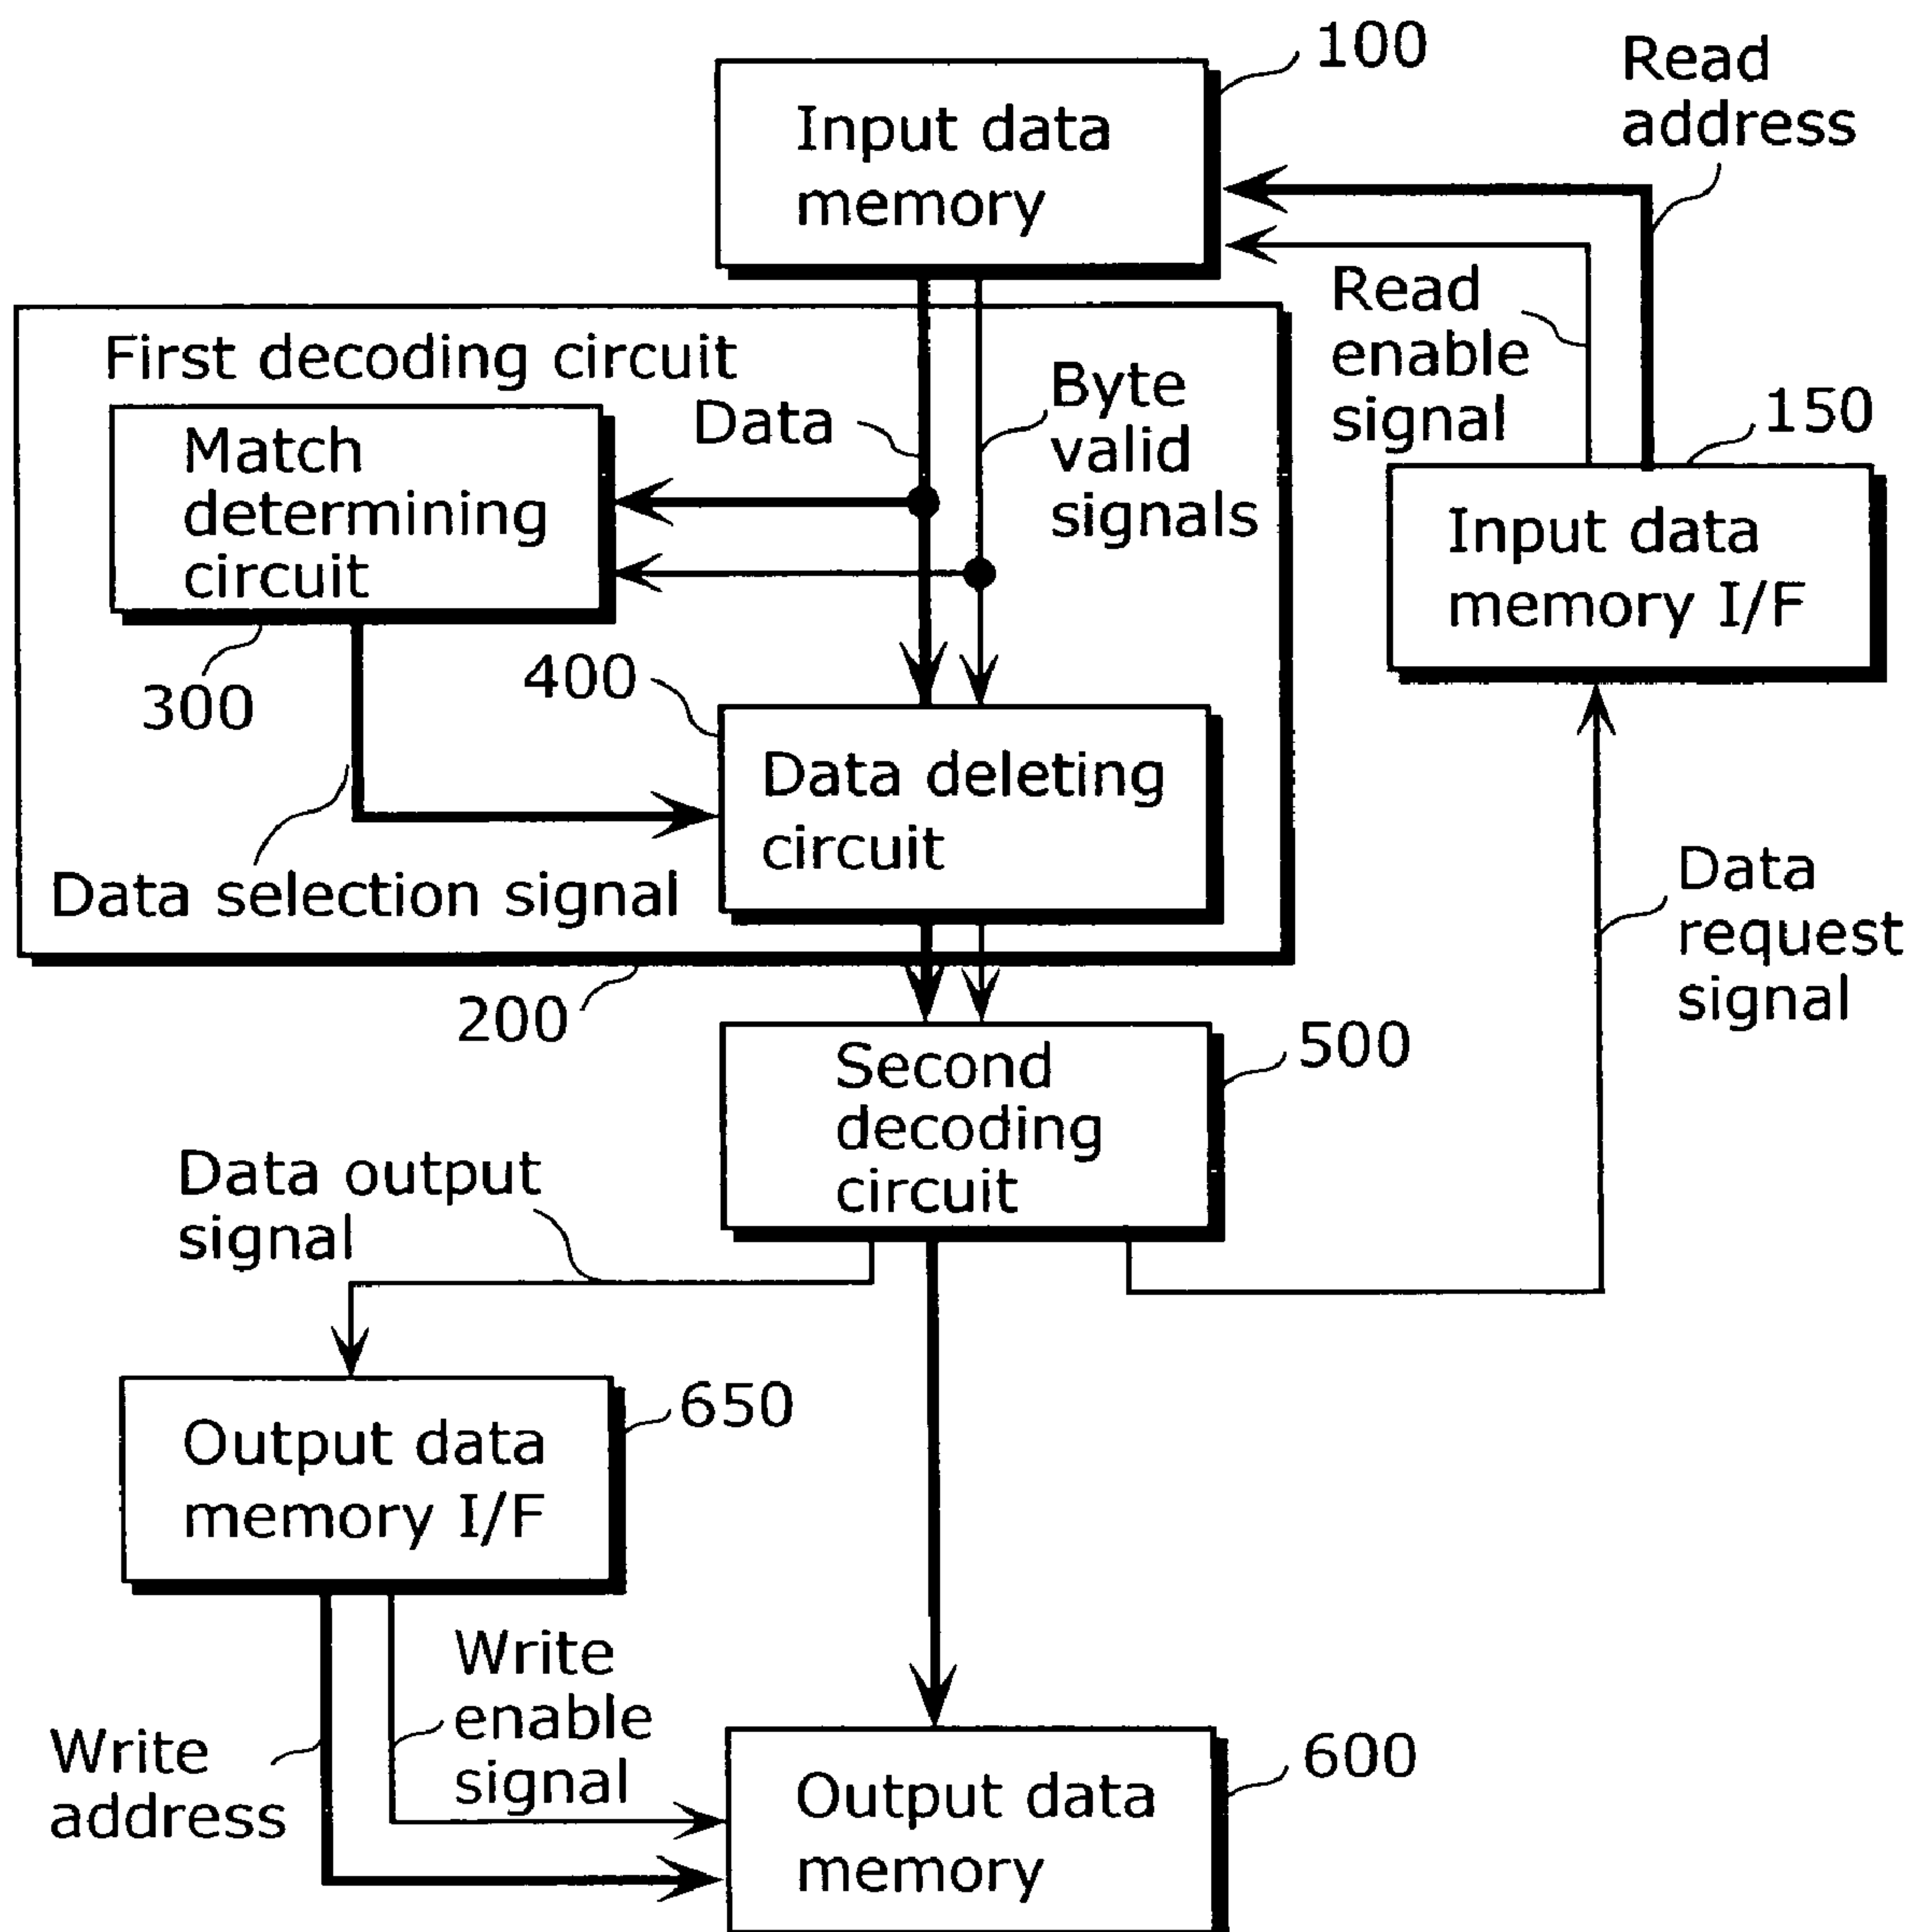 100
Read
address
Input data
memory
Read
enable
signal
First decoding circuit
Data
Byte
valid
signals
150
Match
determining
circuit
Input data
memory I/F
300
400
Data deleting
circuit
Data selection signal
Data
request
signal
200
500
Second
decoding
circuit
Data output
signal
650
Output data
memory I/F
Write
enable
signal
Write
address
600
Output data
memory